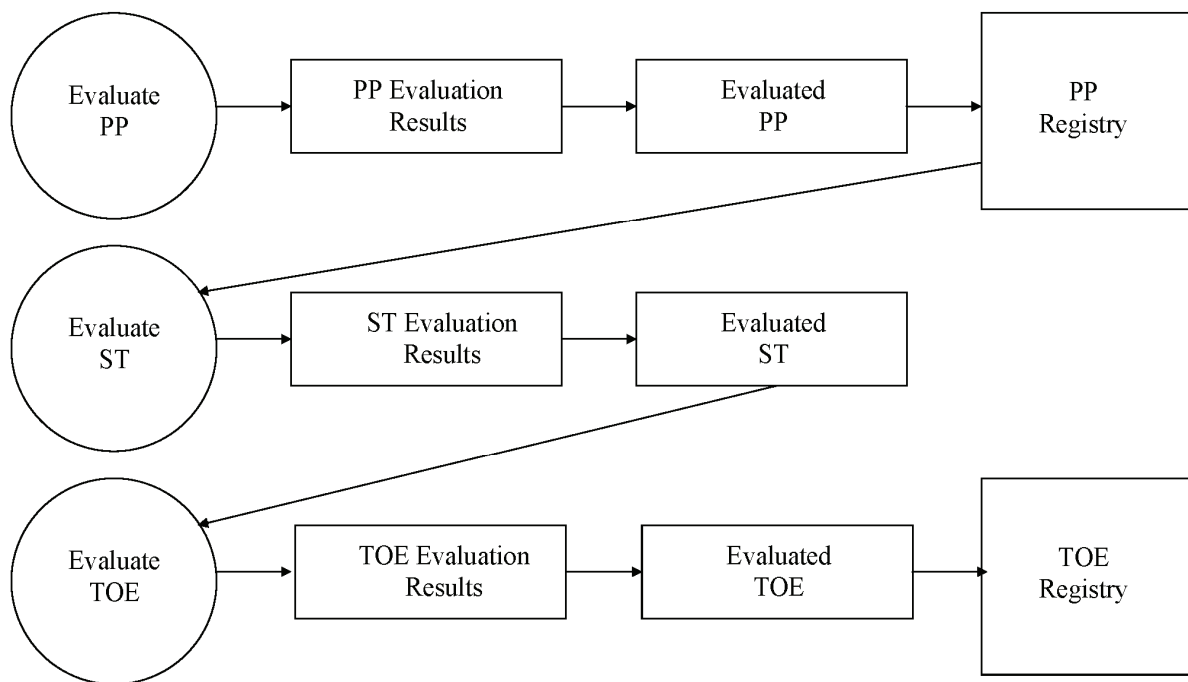 Evaluate
PP
PP Evaluation
Results
Evaluated
PP
PP
Registry
Evaluate
ST
ST Evaluation
Results
Evaluated
ST
Evaluate
TOE
TOE Evaluation
Results
Evaluated
TOE
TOE
Registry